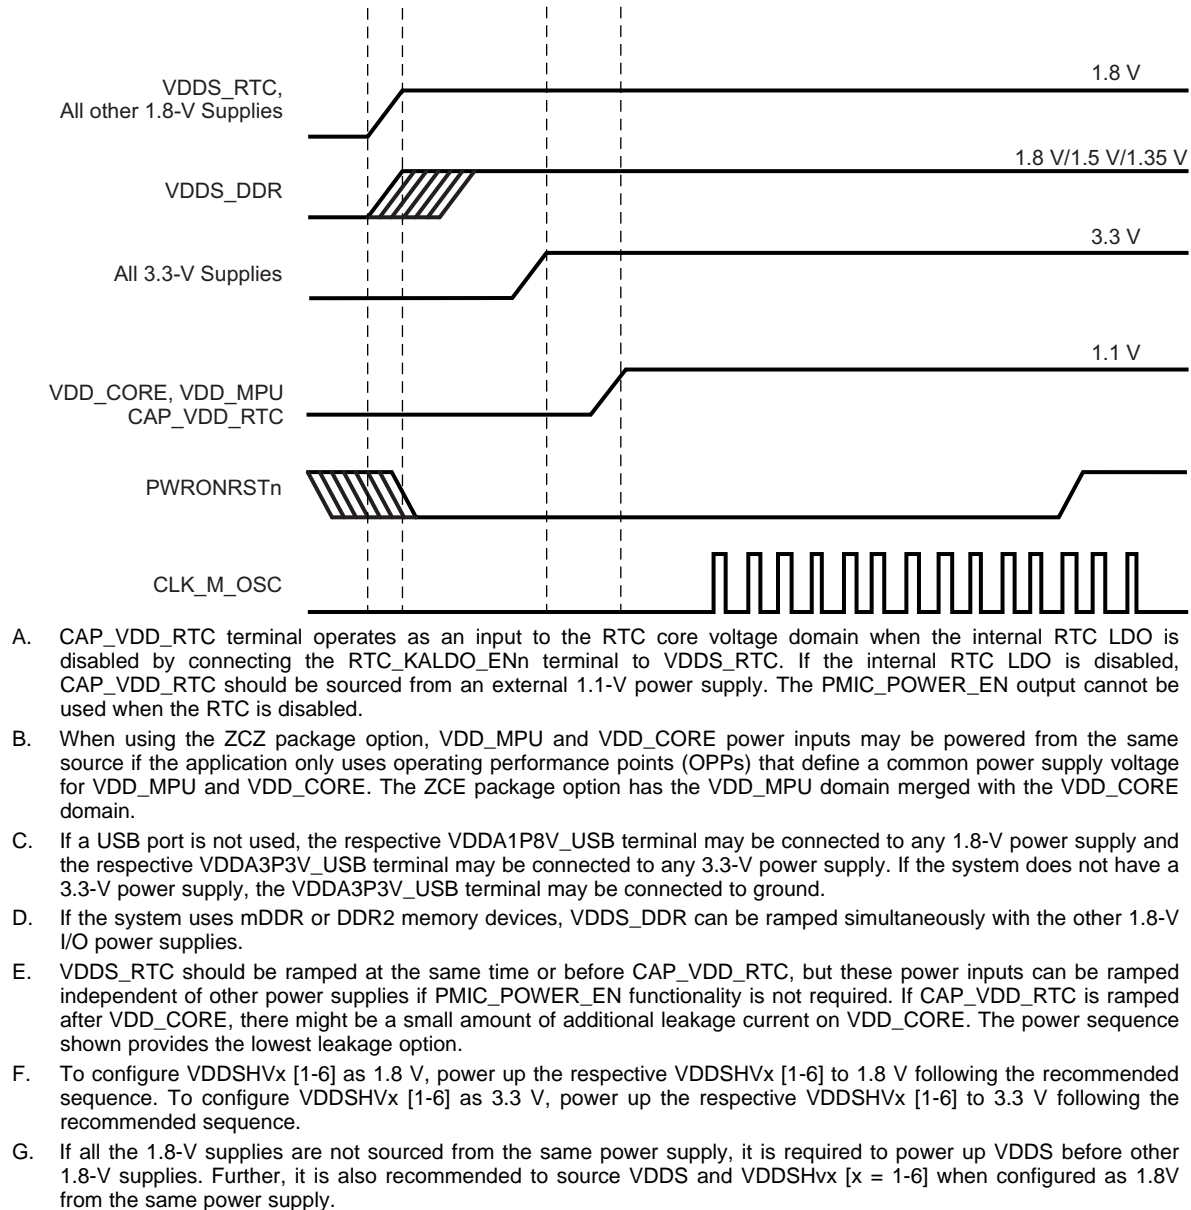 VDDS_RTC,
All other 1.8-V Supplies
1.8 V
VDDS_DDR
1.8 V/1.5 V/1.35 V
All 3.3-V Supplies
3.3 V
VDD_CORE, VDD_MPU
CAP_VDD_RTC
1.1 V
PWRONRSTn
CLK_M_OSC
A. CAP_VDD_RTC terminal operates as an input to the RTC core voltage domain when the internal RTC LDO is
disabled by connecting the RTC_KALDO_ENn terminal to VDDS_RTC. If the internal RTC LDO is disabled,
CAP_VDD_RTC should be sourced from an external 1.1-V power supply. The PMIC_POWER_EN output cannot be
used when the RTC is disabled.
B. When using the ZCZ package option, VDD_MPU and VDD_CORE power inputs may be powered from the same
source if the application only uses operating performance points (OPPs) that define a common power supply voltage
for VDD_MPU and VDD_CORE. The ZCE package option has the VDD_MPU domain merged with the VDD_CORE
domain.
C. If a USB port is not used, the respective VDDA1P8V_USB terminal may be connected to any 1.8-V power supply and
the respective VDDA3P3V_USB terminal may be connected to any 3.3-V power supply. If the system does not have a
3.3-V power supply, the VDDA3P3V_USB terminal may be connected to ground.
D. If the system uses mDDR or DDR2 memory devices, VDDS_DDR can be ramped simultaneously with the other 1.8-V
I/O power supplies.
E. VDDS_RTC should be ramped at the same time or before CAP_VDD_RTC, but these power inputs can be ramped
independent of other power supplies if PMIC_POWER_EN functionality is not required. If CAP_VDD_RTC is ramped
after VDD_CORE, there might be a small amount of additional leakage current on VDD_CORE. The power sequence
shown provides the lowest leakage option.
F. To configure VDDSHVx [1-6] as 1.8 V, power up the respective VDDSHVx [1-6] to 1.8 V following the recommended
sequence. To configure VDDSHVx [1-6] as 3.3 V, power up the respective VDDSHVx [1-6] to 3.3 V following the
recommended sequence.
G. If all the 1.8-V supplies are not sourced from the same power supply, it is required to power up VDDS before other
1.8-V supplies. Further, it is also recommended to source VDDS and VDDSHvx [x = 1-6] when configured as 1.8V
from the same power supply.